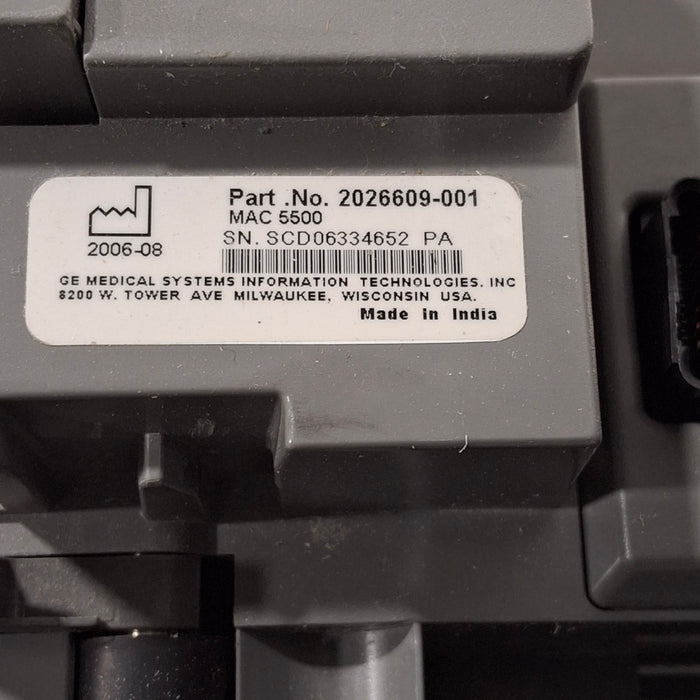 Part .No. 2026609-001
MAC 5500
2006-08
SN. SCD06334652 PA
GE MEDICAL SYSTEMS INFORMATION TECHNOLOGIES. INC
8200 W. TOWER AVE MILWAUKEE, WISCONSIN USA.
Made in India